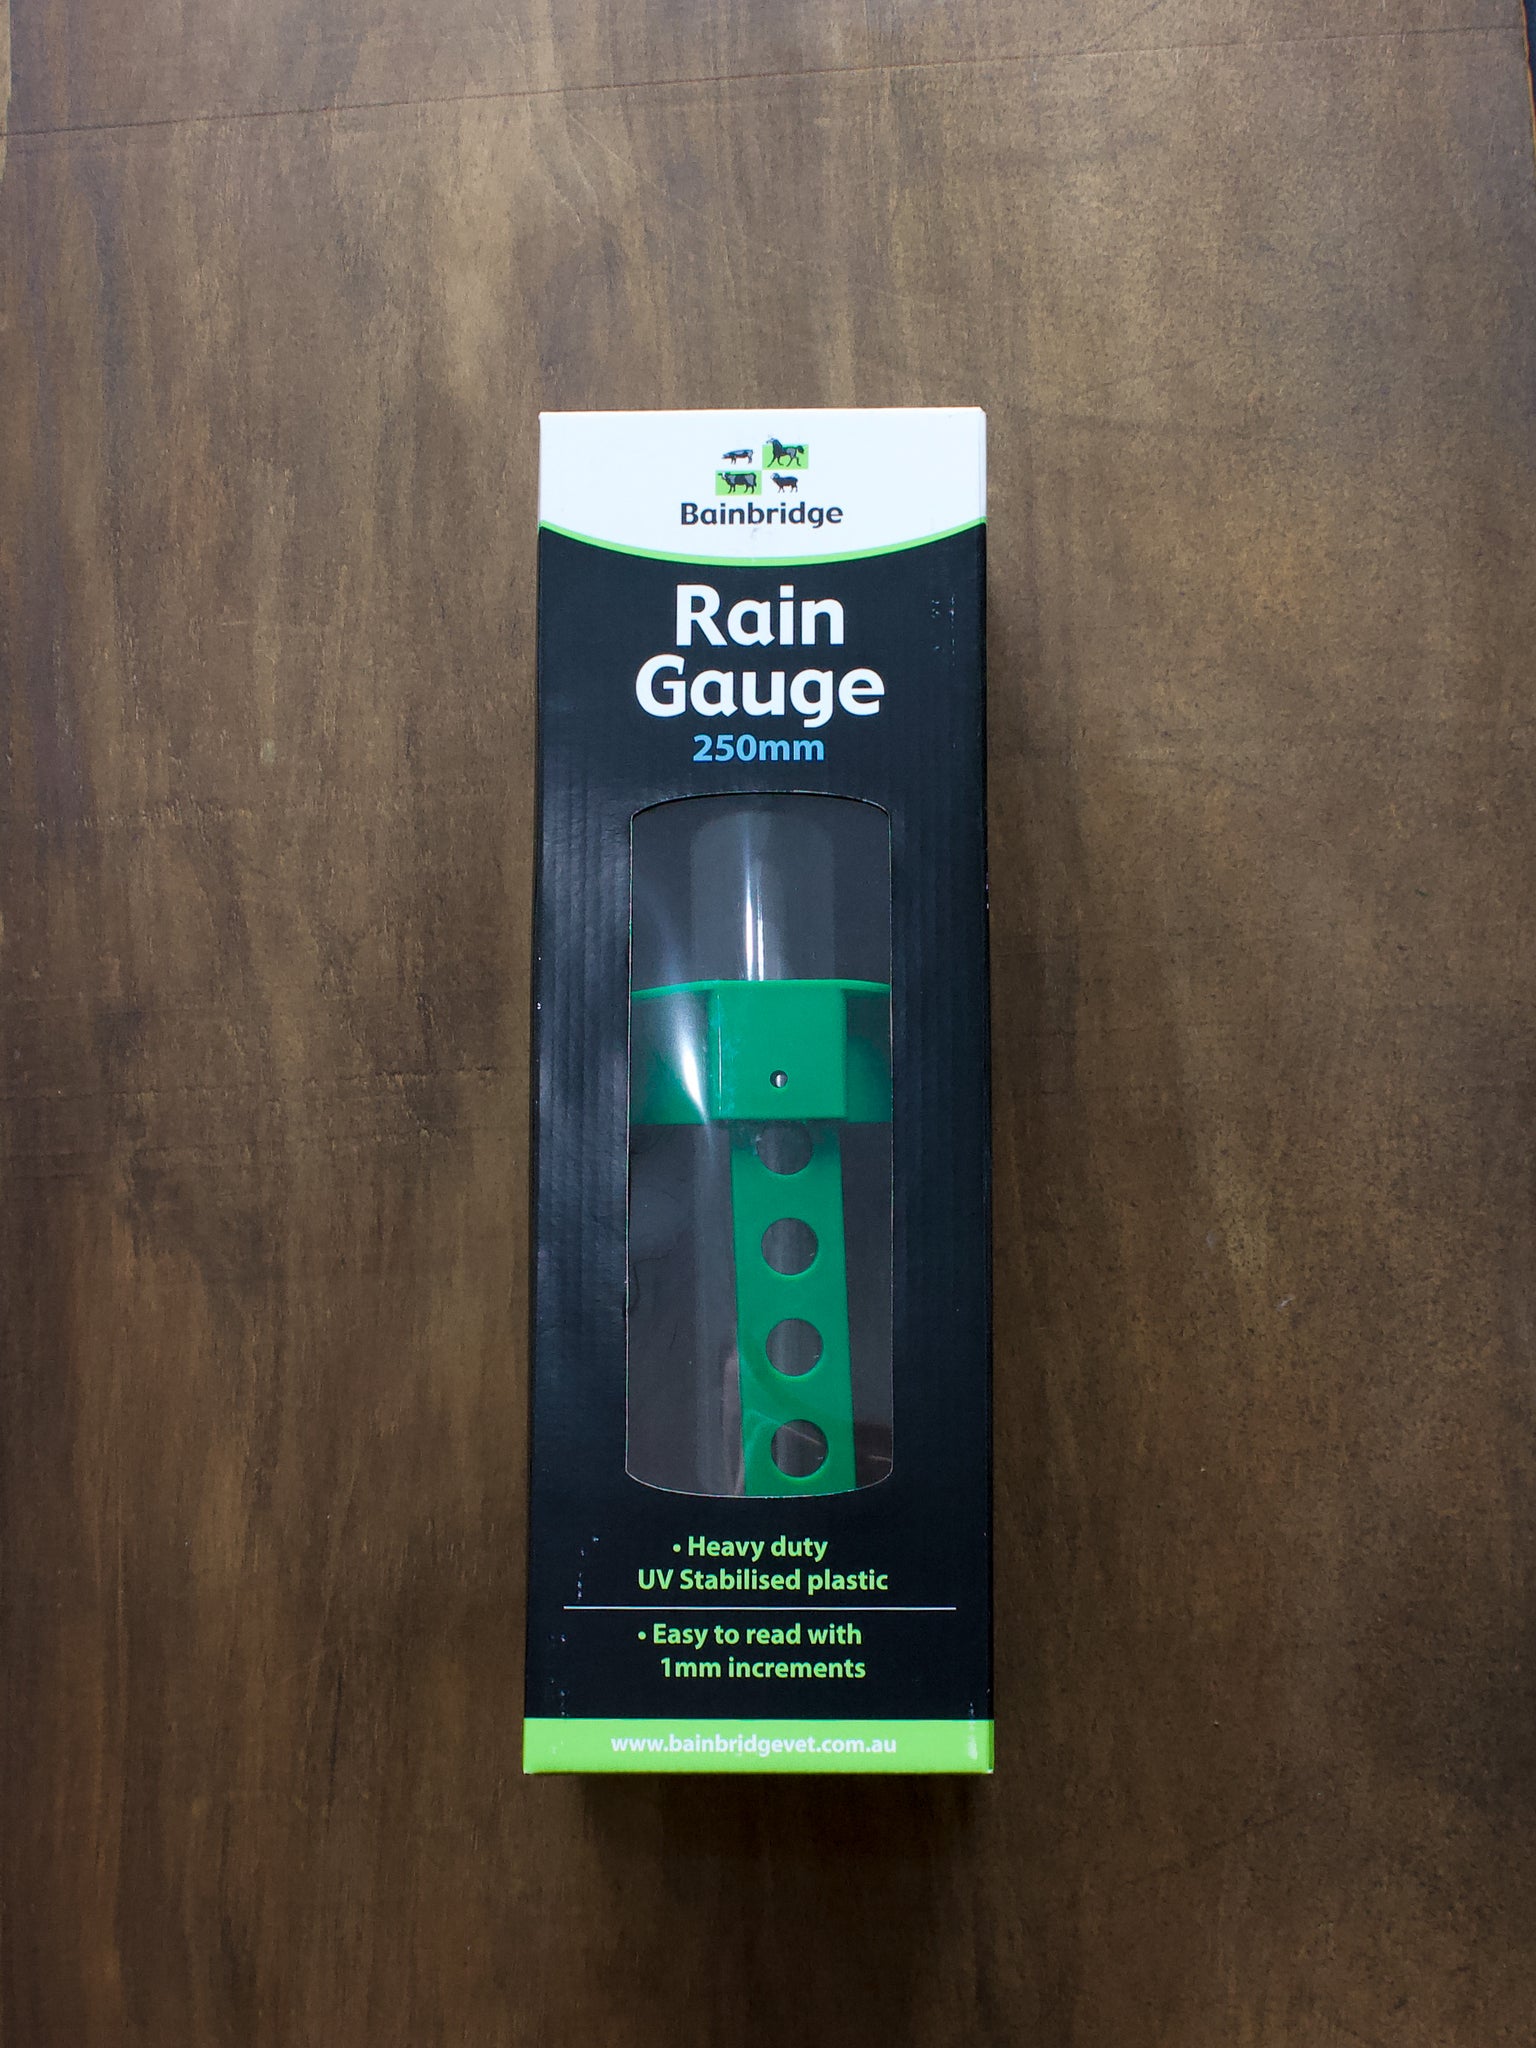 Bainbridge
Rain
Gauge
250mm
• Heavy duty
UV Stabilised plastic
• Easy to read with
1mm increments
www.bainbridgevet.com.au